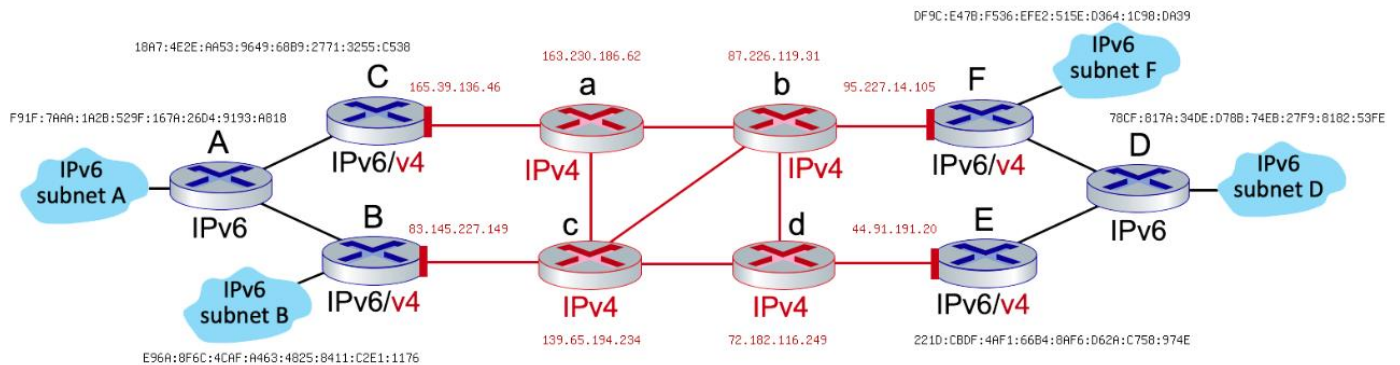 DF9C:E47B:F536:EFE2:515E:D364:1C98:DA39
18A7:4E2E:AA53:9649:68B9:2771:3255:C538
163.230.186.62
87.226.119.31
IPv6
subnet F
C
165.39.136.46
a
b
95.227.14.105
F
F91F:7AAA:1A2B:529F:167A:26D4:9193:A818
78CF:817A:34DE:D78B:74EB:27F9:8182:53FE
A
IPv6/v4
IPv4
IPv4
IPv6/v4
D
IPv6
subnet A
IPv6
subnet D
IPv6
B
83.145.227.149
c
d
44.91.191.20
E
IPv6
IPv6
subnet B
IPv6/v4
IPv4
IPv4
IPv6/v4
139.65.194.234
72.182.116.249
E96A:8F6C:4CAF:A463:4825:8411:C2E1:1176
221D:CBDF:4AF1:66B4:8AF6:D62A:C758:974E